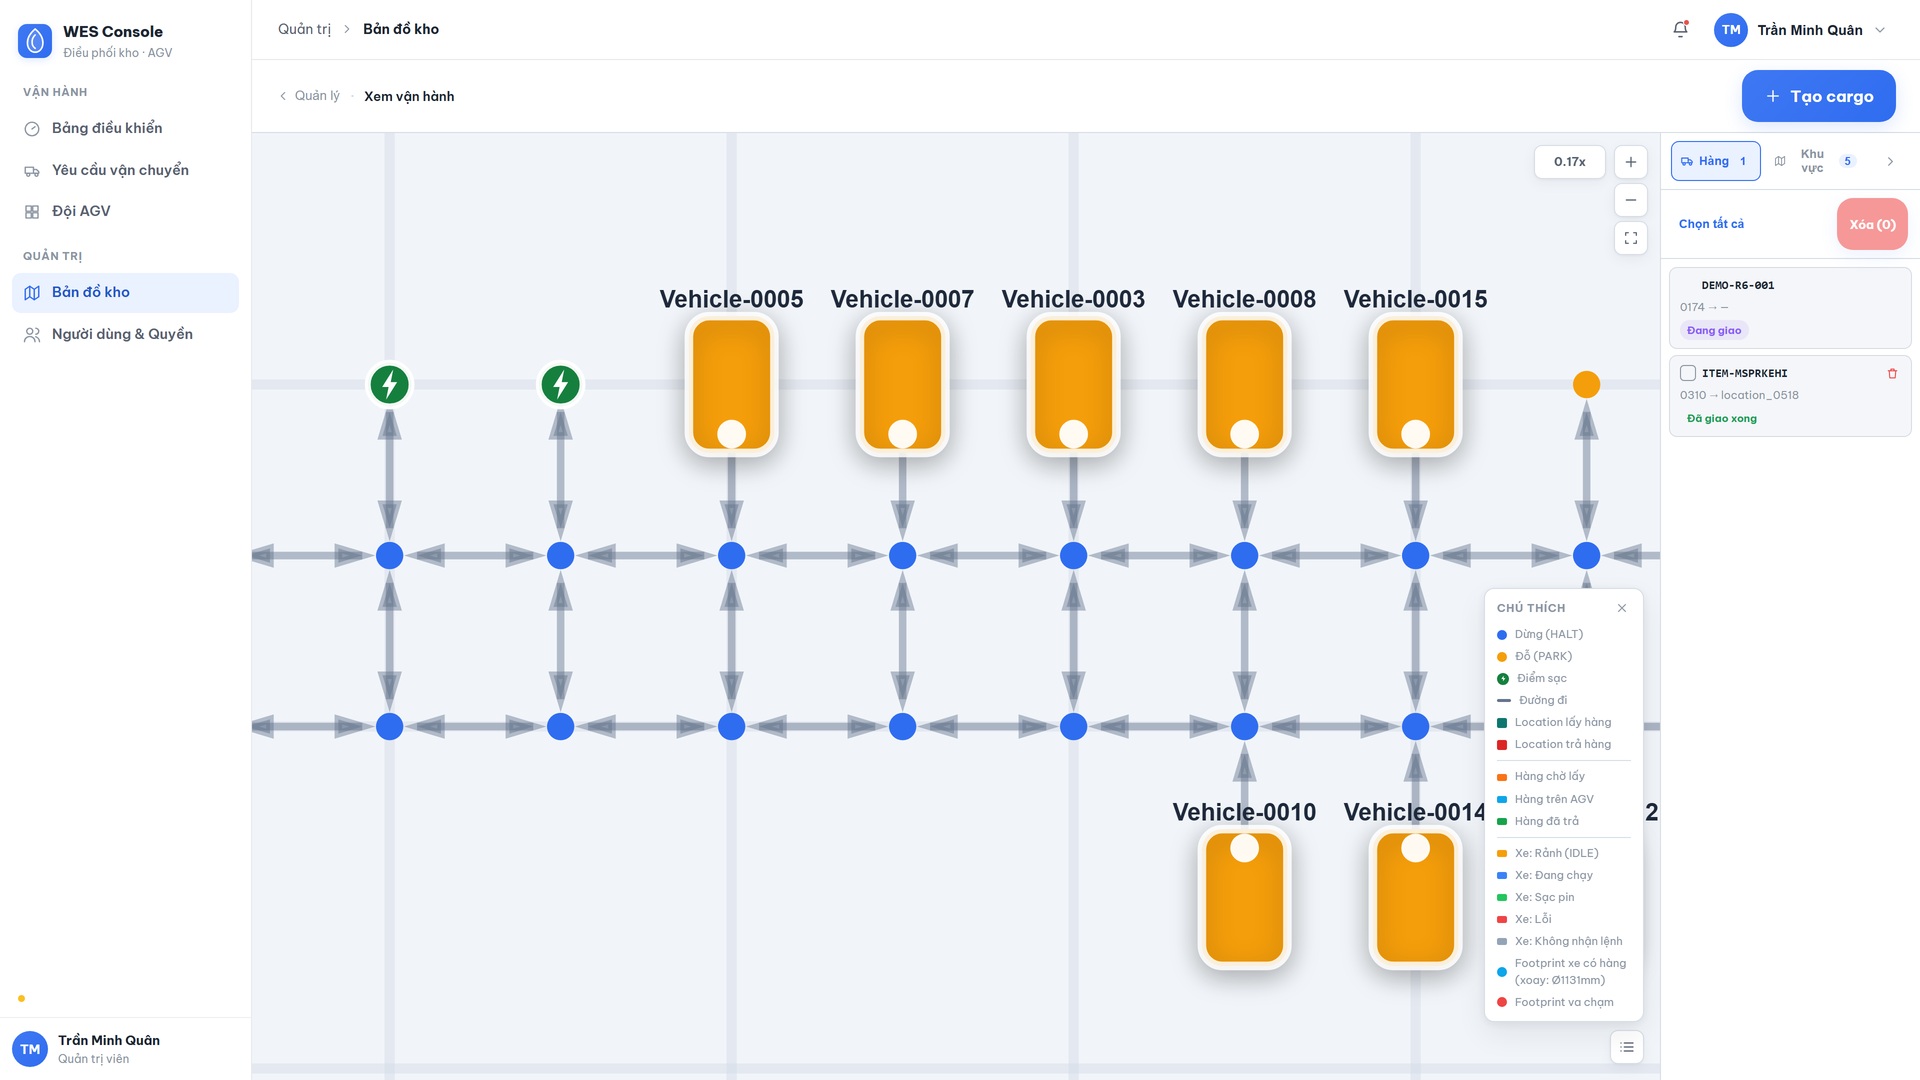 WES Console
Điều phối kho · AGV
VẬN HÀNH
Bảng điều khiển
Yêu cầu vận chuyển
Đội AGV
QUẢN TRỊ
Bản đồ kho
Người dùng & Quyền
TM
Trần Minh Quân
Quản trị viên
Quản trị
Bản đồ kho
TM
Trần Minh Quân
Quản lý · Xem vận hành
Tạo cargo
0.17x
Vehicle-0005
Vehicle-0007
Vehicle-0003
Vehicle-0008
Vehicle-0015
Vehicle-0010
Vehicle-0014
2
CHÚ THÍCH
Dừng (HALT)
Đỗ (PARK)
Điểm sạc
Đường đi
Location lấy hàng
Location trả hàng
Hàng chờ lấy
Hàng trên AGV
Hàng đã trả
Xe: Rảnh (IDLE)
Xe: Đang chạy
Xe: Sạc pin
Xe: Lỗi
Xe: Không nhận lệnh
Footprint xe có hàng
(xoay: Ø1131mm)
Footprint va chạm
Hàng 1
Khu
vực
5
Chọn tất cả
Xóa (0)
DEMO-R6-001
0174 → —
Đang giao
ITEM-MSPRKEHI
0310 → location_0518
Đã giao xong